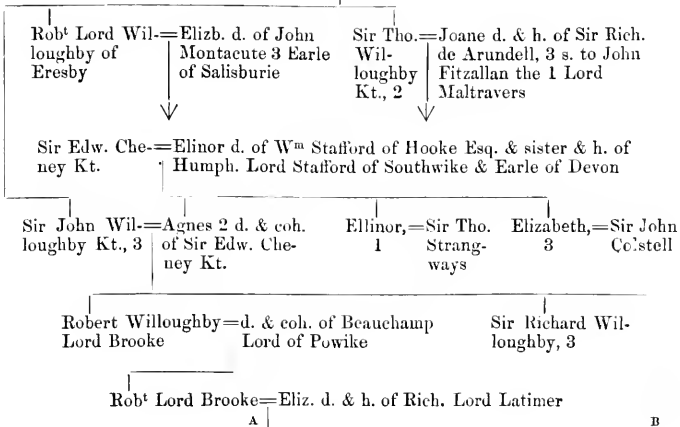 Robᵗ Lord Wil-=Elizb. d. of John
loughby of Montacute 3 Earle
Eresby of Salisburie
Sir Tho.=Joane d. & h. of Sir Rich.
Wil- de Arundell, 3 s. to John
loughby Fitzallan the 1 Lord
Kt., 2 Maltravers
Sir Edw. Che-=Elinor d. of Wᵐ Stafford of Hooke Esq. & sister & h. of
ney Kt. Humph. Lord Stafford of Southwike & Earle of Devon
Sir John Wil-=Agnes 2 d. & coh.
loughby Kt., 3 of Sir Edw. Che-
ney Kt.
Ellinor,=Sir Tho.
1 Strang-
ways
Elizabeth,=Sir John
3 Colstell
Robert Willoughby=d. & coh. of Beauchamp
Lord Brooke Lord of Powike
Sir Richard Wil-
loughby, 3
Robᵗ Lord Brooke=Eliz. d. & h. of Rich. Lord Latimer
A B